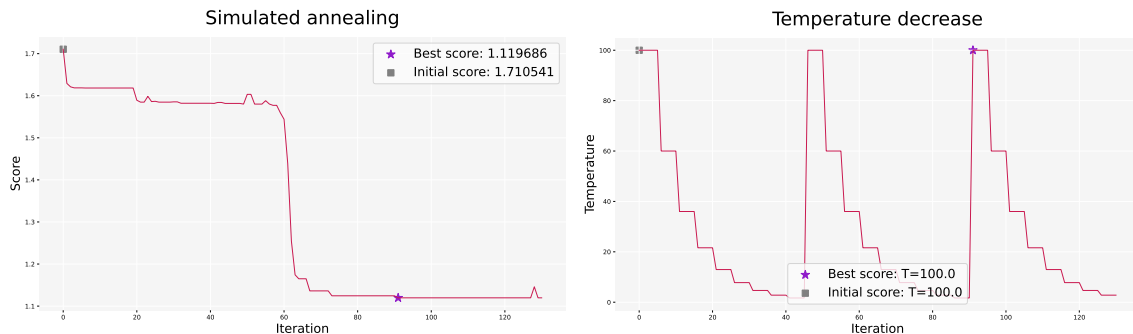 Simulated annealing
Best score: 1.119686
Initial score: 1.710541
Score
1.7
1.6
1.5
1.4
1.3
1.2
1.1
0
20
40
60
80
100
120
Iteration
Temperature decrease
Temperature
100
80
60
40
20
0
Best score: T=100.0
Initial score: T=100.0
0
20
40
60
80
100
120
Iteration